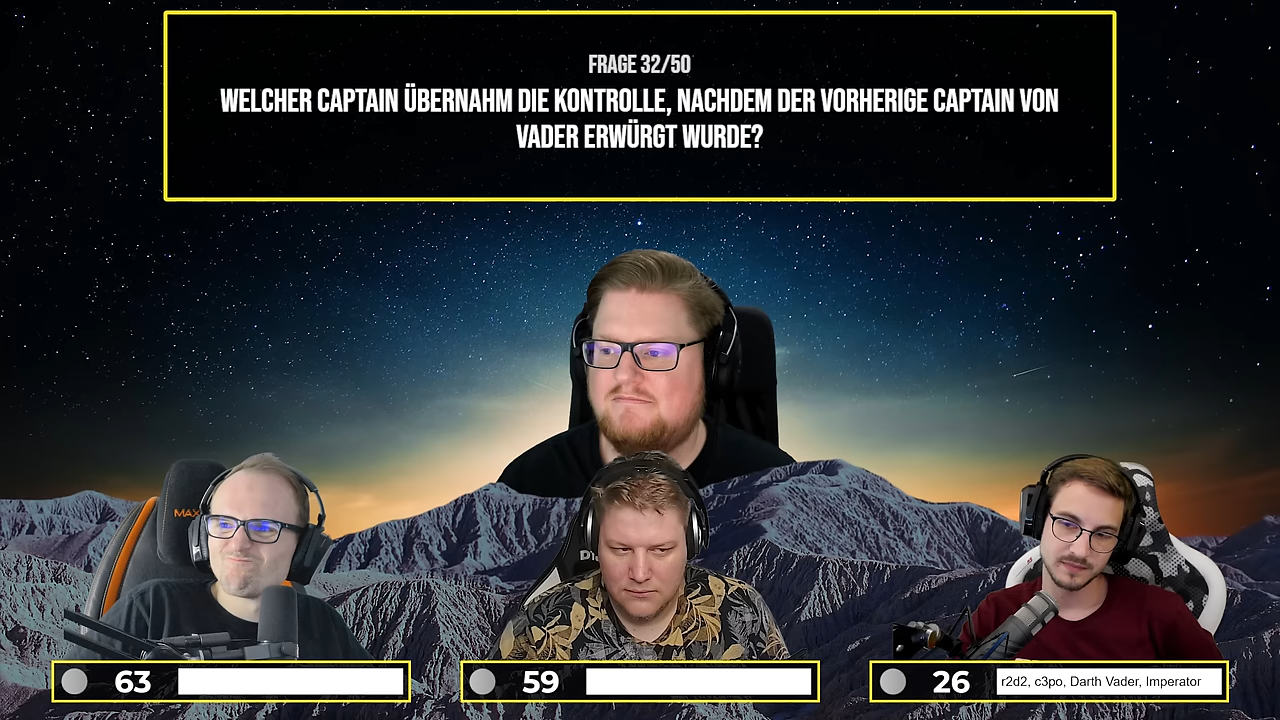 FRAGE 32/50
WELCHER CAPTAIN ÜBERNAHM DIE KONTROLLE, NACHDEM DER VORHERIGE CAPTAIN VON
VADER ERWÜRGT WURDE?
MAX
63
59
26
r2d2, c3po, Darth Vader, Imperator